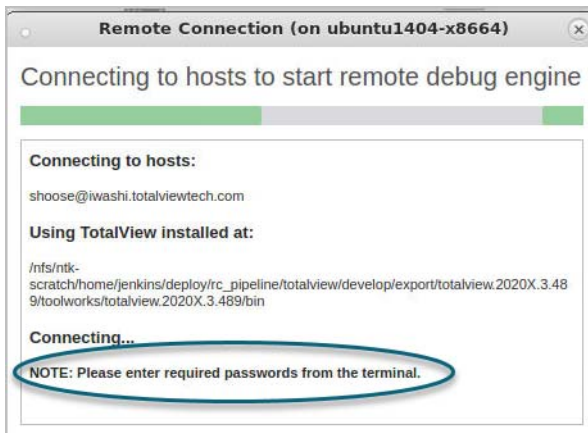 Remote Connection (on ubuntu1404-x8664)
Connecting to hosts to start remote debug engine
Connecting to hosts:
shoose@iwashi.totalviewtech.com
Using TotalView installed at:
/nfs/ntk-
scratch/home/jenkins/deploy/rc_pipeline/totalview/develop/export/totalview.2020X.3.48
9/toolworks/totalview.2020X.3.489/bin
Connecting...
NOTE: Please enter required passwords from the terminal.